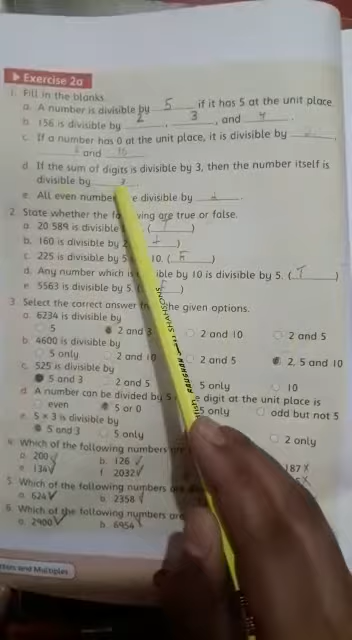 Exercise 2a
1. Fill in the blanks.
a. A number is divisible by 5 if it has 5 at the unit place.
b. 156 is divisible by 2, 3, and 4
c. If a number has 0 at the unit place, it is divisible by
and 10
d. If the sum of digits is divisible by 3, then the number itself is
divisible by 3
e. All even number divisible by 2.
2. State whether the following are true or false.
a. 20 589 is divisible
b. 160 is divisible by 2
c. 225 is divisible by 5 10. (F)
d. Any number which is divisible by 10 is divisible by 5. (T)
e. 5563 is divisible by 5. (F)
3. Select the correct answer the given options.
a. 6234 is divisible by
5 2 and 3 2 and 10 2 and 5
b. 4600 is divisible by
5 only 2 and 10 2 and 5 2, 5 and 10
c. 525 is divisible by
5 and 3 2 and 5 5 only 10
d. A number can be divided by 5 digit at the unit place is
even 5 or 0 5 only odd but not 5
e. 5 × 3 is divisible by
5 and 3 5 only 2 only
4. Which of the following numbers are
a. 200 b. 126 ✓ 187 X
e. 134 ✓ f. 2032 ✓
5. Which of the following numbers are
a. 624 ✓ b. 2358
6. Which of the following numbers are
a. 2900 ✓ b. 6954
and Multiples